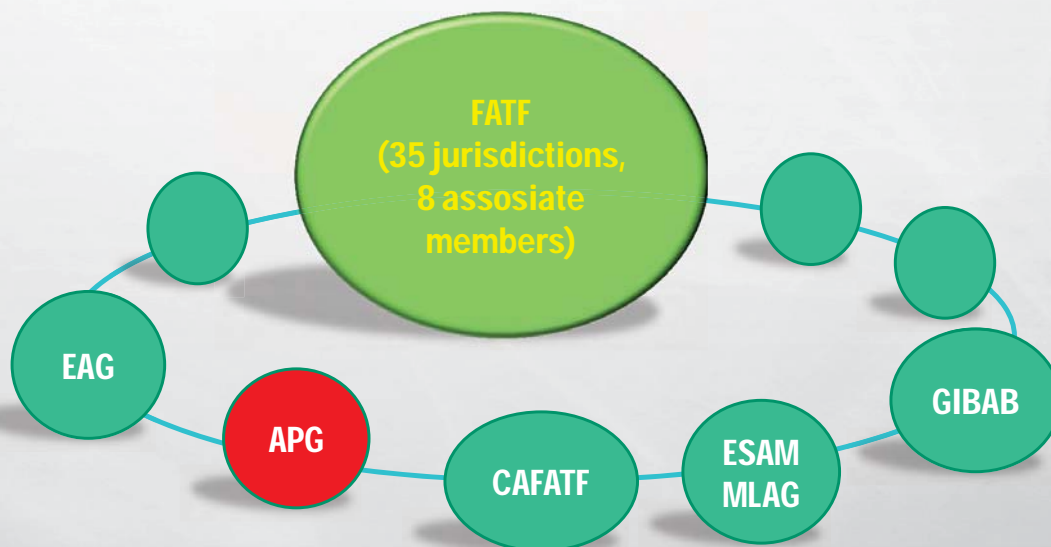 FATF
(35 jurisdictions,
8 assosiate
members)
EAG
APG
CAFATF
ESAM
MLAG
GIBAB